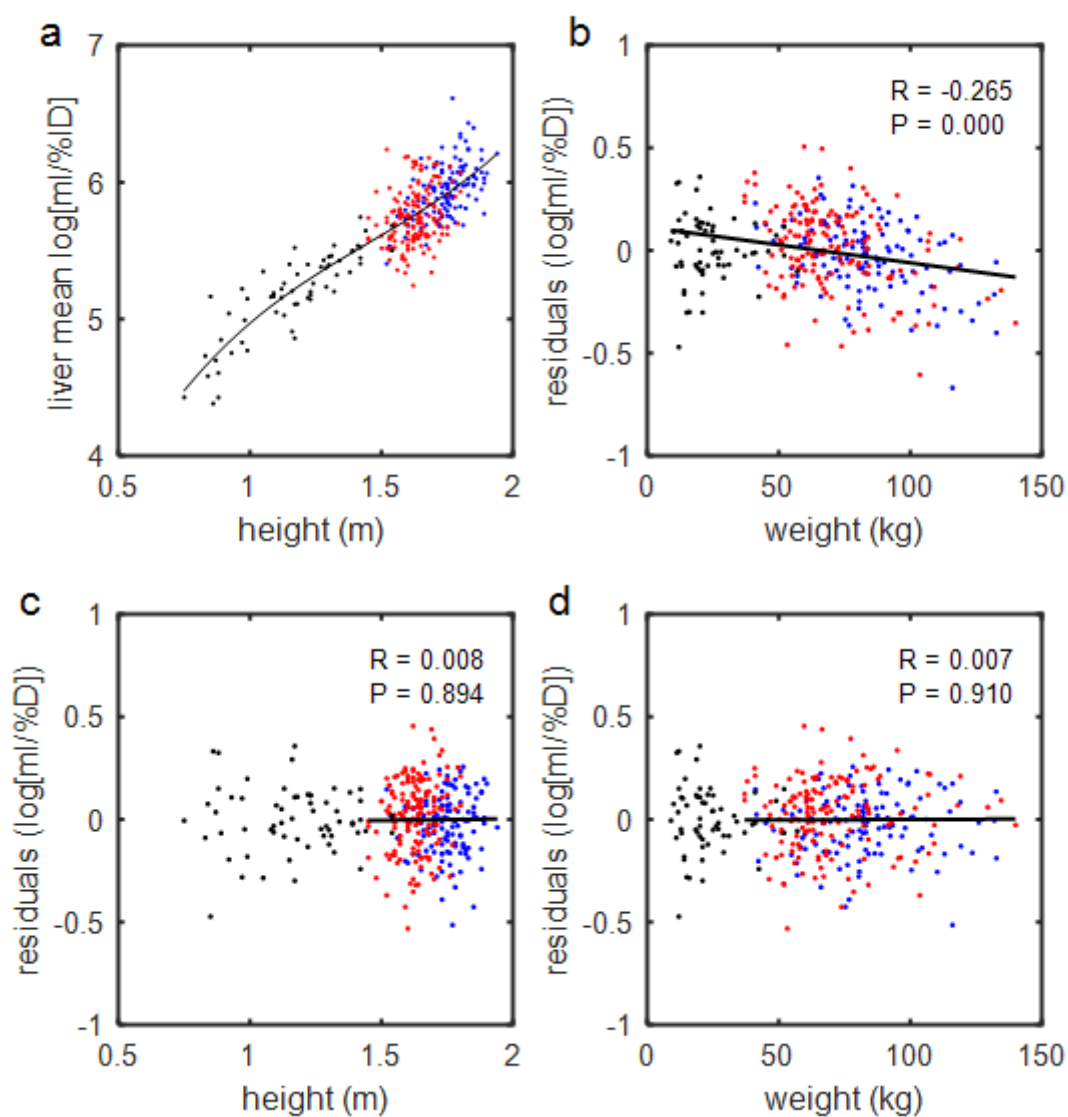 a
7
6
5
4
liver mean log[ml/%ID]
0.5
1
1.5
2
height (m)
b
1
0.5
0
-0.5
-1
residuals (log[ml/%D])
R = -0.265
P = 0.000
0
50
100
150
weight (kg)
c
1
0.5
0
-0.5
-1
residuals (log[ml/%D])
R = 0.008
P = 0.894
0.5
1
1.5
2
height (m)
d
1
0.5
0
-0.5
-1
residuals (log[ml/%D])
R = 0.007
P = 0.910
0
50
100
150
weight (kg)